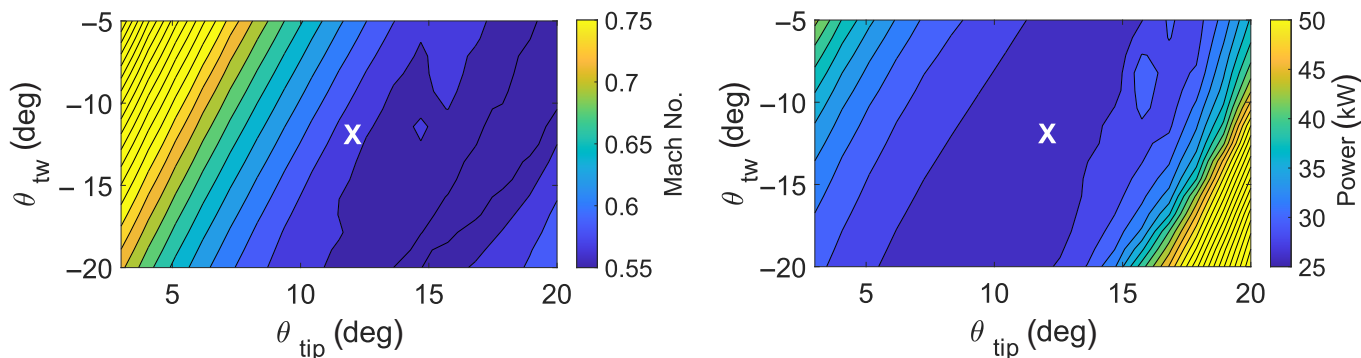 −5
−10
−15
−20
θ tw (deg)
5 10 15 20
θ tip (deg)
X
0.75
0.7
0.65
0.6
0.55
Mach No.
−5
−10
−15
−20
θ tw (deg)
5 10 15 20
θ tip (deg)
X
50
45
40
35
30
25
Power (kW)